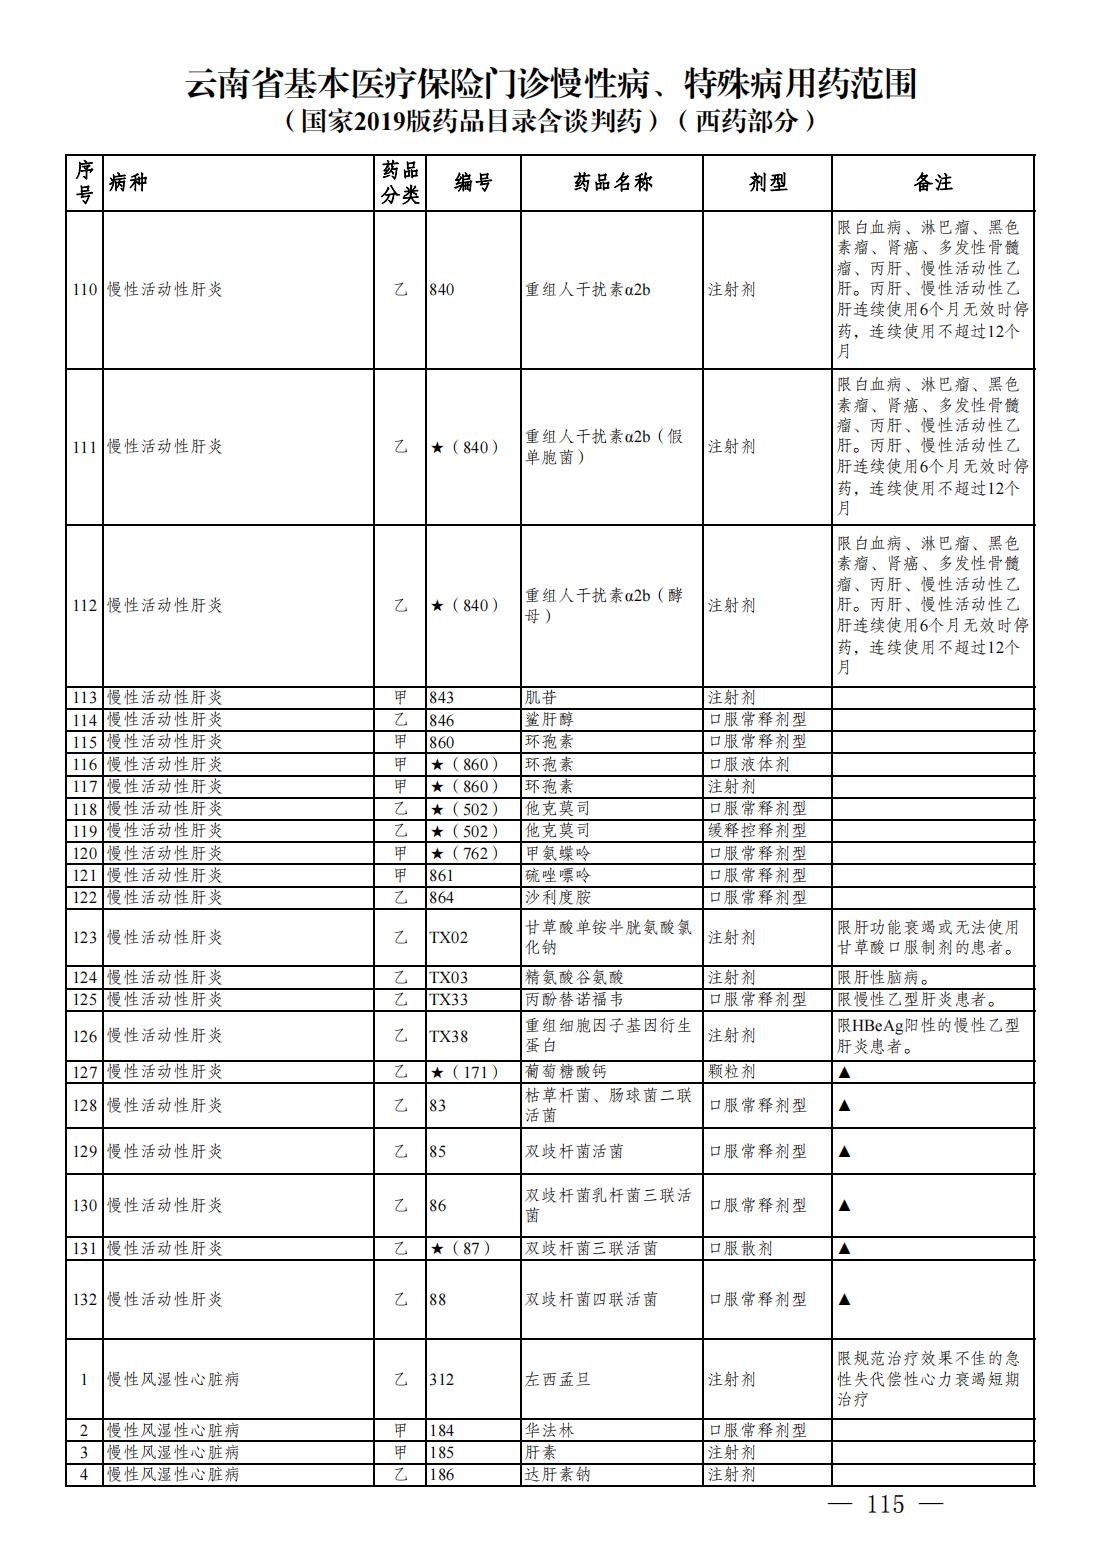 云南省基本医疗保险门诊慢性病、特殊病用药范围
（国家2019版药品目录含谈判药）（西药部分）
序号 病种 药品分类 编号 药品名称 剂型 备注
110 慢性活动性肝炎 乙 840 重组人干扰素α2b 注射剂 限白血病、淋巴瘤、黑色
素瘤、肾癌、多发性骨髓
瘤、丙肝、慢性活动性乙
肝。丙肝、慢性活动性乙
肝连续使用6个月无效时停
药，连续使用不超过12个
月
111 慢性活动性肝炎 乙 ★（840） 重组人干扰素α2b（假
单胞菌） 注射剂 限白血病、淋巴瘤、黑色
素瘤、肾癌、多发性骨髓
瘤、丙肝、慢性活动性乙
肝。丙肝、慢性活动性乙
肝连续使用6个月无效时停
药，连续使用不超过12个
月
112 慢性活动性肝炎 乙 ★（840） 重组人干扰素α2b（酵
母） 注射剂 限白血病、淋巴瘤、黑色
素瘤、肾癌、多发性骨髓
瘤、丙肝、慢性活动性乙
肝。丙肝、慢性活动性乙
肝连续使用6个月无效时停
药，连续使用不超过12个
月
113 慢性活动性肝炎 甲 843 肌苷 注射剂
114 慢性活动性肝炎 乙 846 鲨肝醇 口服常释剂型
115 慢性活动性肝炎 甲 860 环孢素 口服常释剂型
116 慢性活动性肝炎 甲 ★（860） 环孢素 口服液体剂
117 慢性活动性肝炎 甲 ★（860） 环孢素 注射剂
118 慢性活动性肝炎 乙 ★（502） 他克莫司 口服常释剂型
119 慢性活动性肝炎 乙 ★（502） 他克莫司 缓释控释剂型
120 慢性活动性肝炎 甲 ★（762） 甲氨蝶呤 口服常释剂型
121 慢性活动性肝炎 甲 861 硫唑嘌呤 口服常释剂型
122 慢性活动性肝炎 乙 864 沙利度胺 口服常释剂型
123 慢性活动性肝炎 乙 TX02 甘草酸单铵半胱氨酸氯
化钠 注射剂 限肝功能衰竭或无法使用
甘草酸口服制剂的患者。
124 慢性活动性肝炎 乙 TX03 精氨酸谷氨酸 注射剂 限肝性脑病。
125 慢性活动性肝炎 乙 TX33 丙酚替诺福韦 口服常释剂型 限慢性乙型肝炎患者。
126 慢性活动性肝炎 乙 TX38 重组细胞因子基因衍生
蛋白 注射剂 限HBeAg阳性的慢性乙型
肝炎患者。
127 慢性活动性肝炎 乙 ★（171） 葡萄糖酸钙 颗粒剂 ▲
128 慢性活动性肝炎 乙 83 枯草杆菌、肠球菌二联
活菌 口服常释剂型 ▲
129 慢性活动性肝炎 乙 85 双歧杆菌活菌 口服常释剂型 ▲
130 慢性活动性肝炎 乙 86 双歧杆菌乳杆菌三联活
菌 口服常释剂型 ▲
131 慢性活动性肝炎 乙 ★（87） 双歧杆菌三联活菌 口服散剂 ▲
132 慢性活动性肝炎 乙 88 双歧杆菌四联活菌 口服常释剂型 ▲
1 慢性风湿性心脏病 乙 312 左西孟旦 注射剂 限规范治疗效果不佳的急
性失代偿性心力衰竭短期
治疗
2 慢性风湿性心脏病 甲 184 华法林 口服常释剂型
3 慢性风湿性心脏病 甲 185 肝素 注射剂
4 慢性风湿性心脏病 乙 186 达肝素钠 注射剂
— 115 —